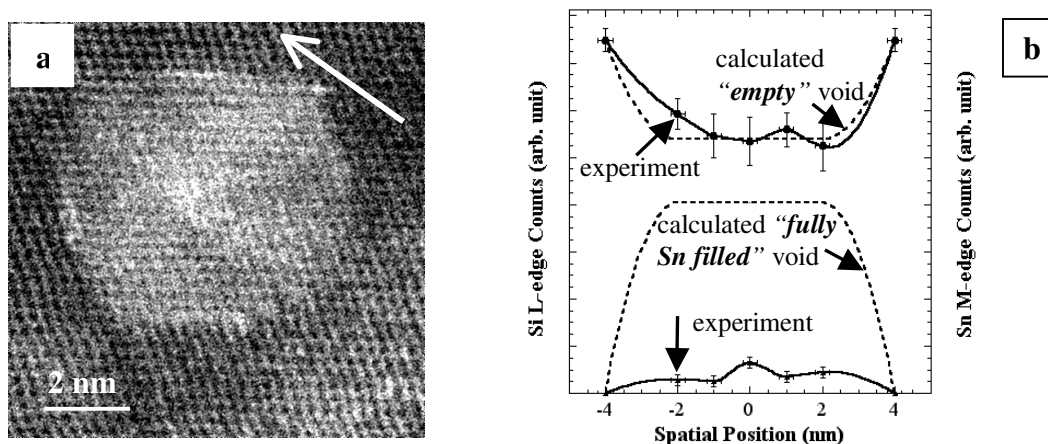 a
2 nm
b
calculated
“empty” void
experiment
calculated “fully
Sn filled” void
experiment
Si L-edge Counts (arb. unit)
Sn M-edge Counts (arb. unit)
-4 -2 0 2 4
Spatial Position (nm)